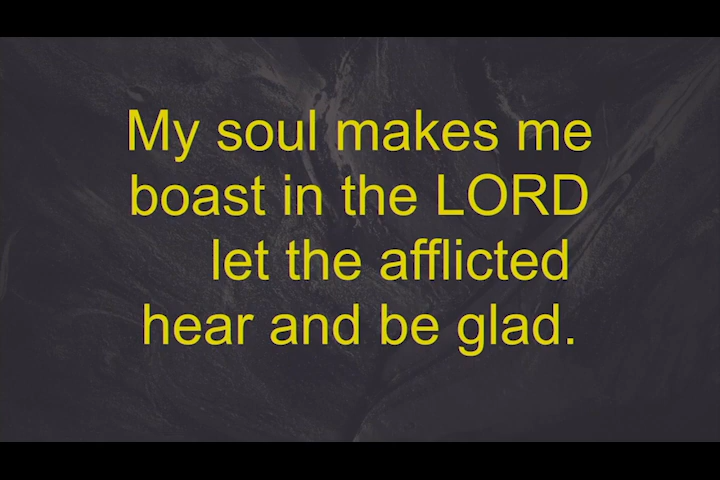 My soul makes me
boast in the LORD
let the afflicted
hear and be glad.